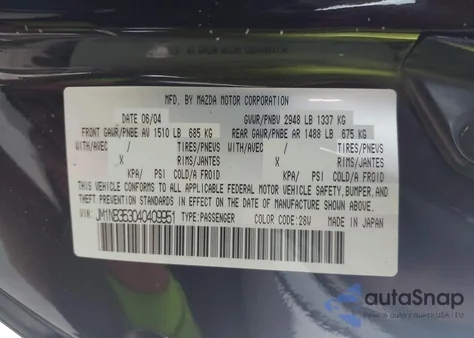 MFD. BY MAZDA MOTOR CORPORATION
DATE 06/04 GVWR/PNBV 2948 LB 1337 KG
FRONT GAWR/PNBE AV 1510 LB 685 KG REAR GAWR/PNBE AR 1488 LB 675 KG
WITH/AVEC / TIRES/PNEUS WITH/AVEC / TIRES/PNEUS
X RIMS/JANTES X RIMS/JANTES
KPA/ PSI COLD/A FROID KPA/ PSI COLD/A FROID
THIS VEHICLE CONFORMS TO ALL APPLICABLE FEDERAL MOTOR VEHICLE SAFETY, BUMPER, AND
THEFT PREVENTION STANDARDS IN EFFECT ON THE DATE OF MANUFACTURE SHOWN ABOVE.
VIN: JM1NB353040409951 TYPE:PASSENGER COLOR CODE:28W MADE IN JAPAN
autoSnap